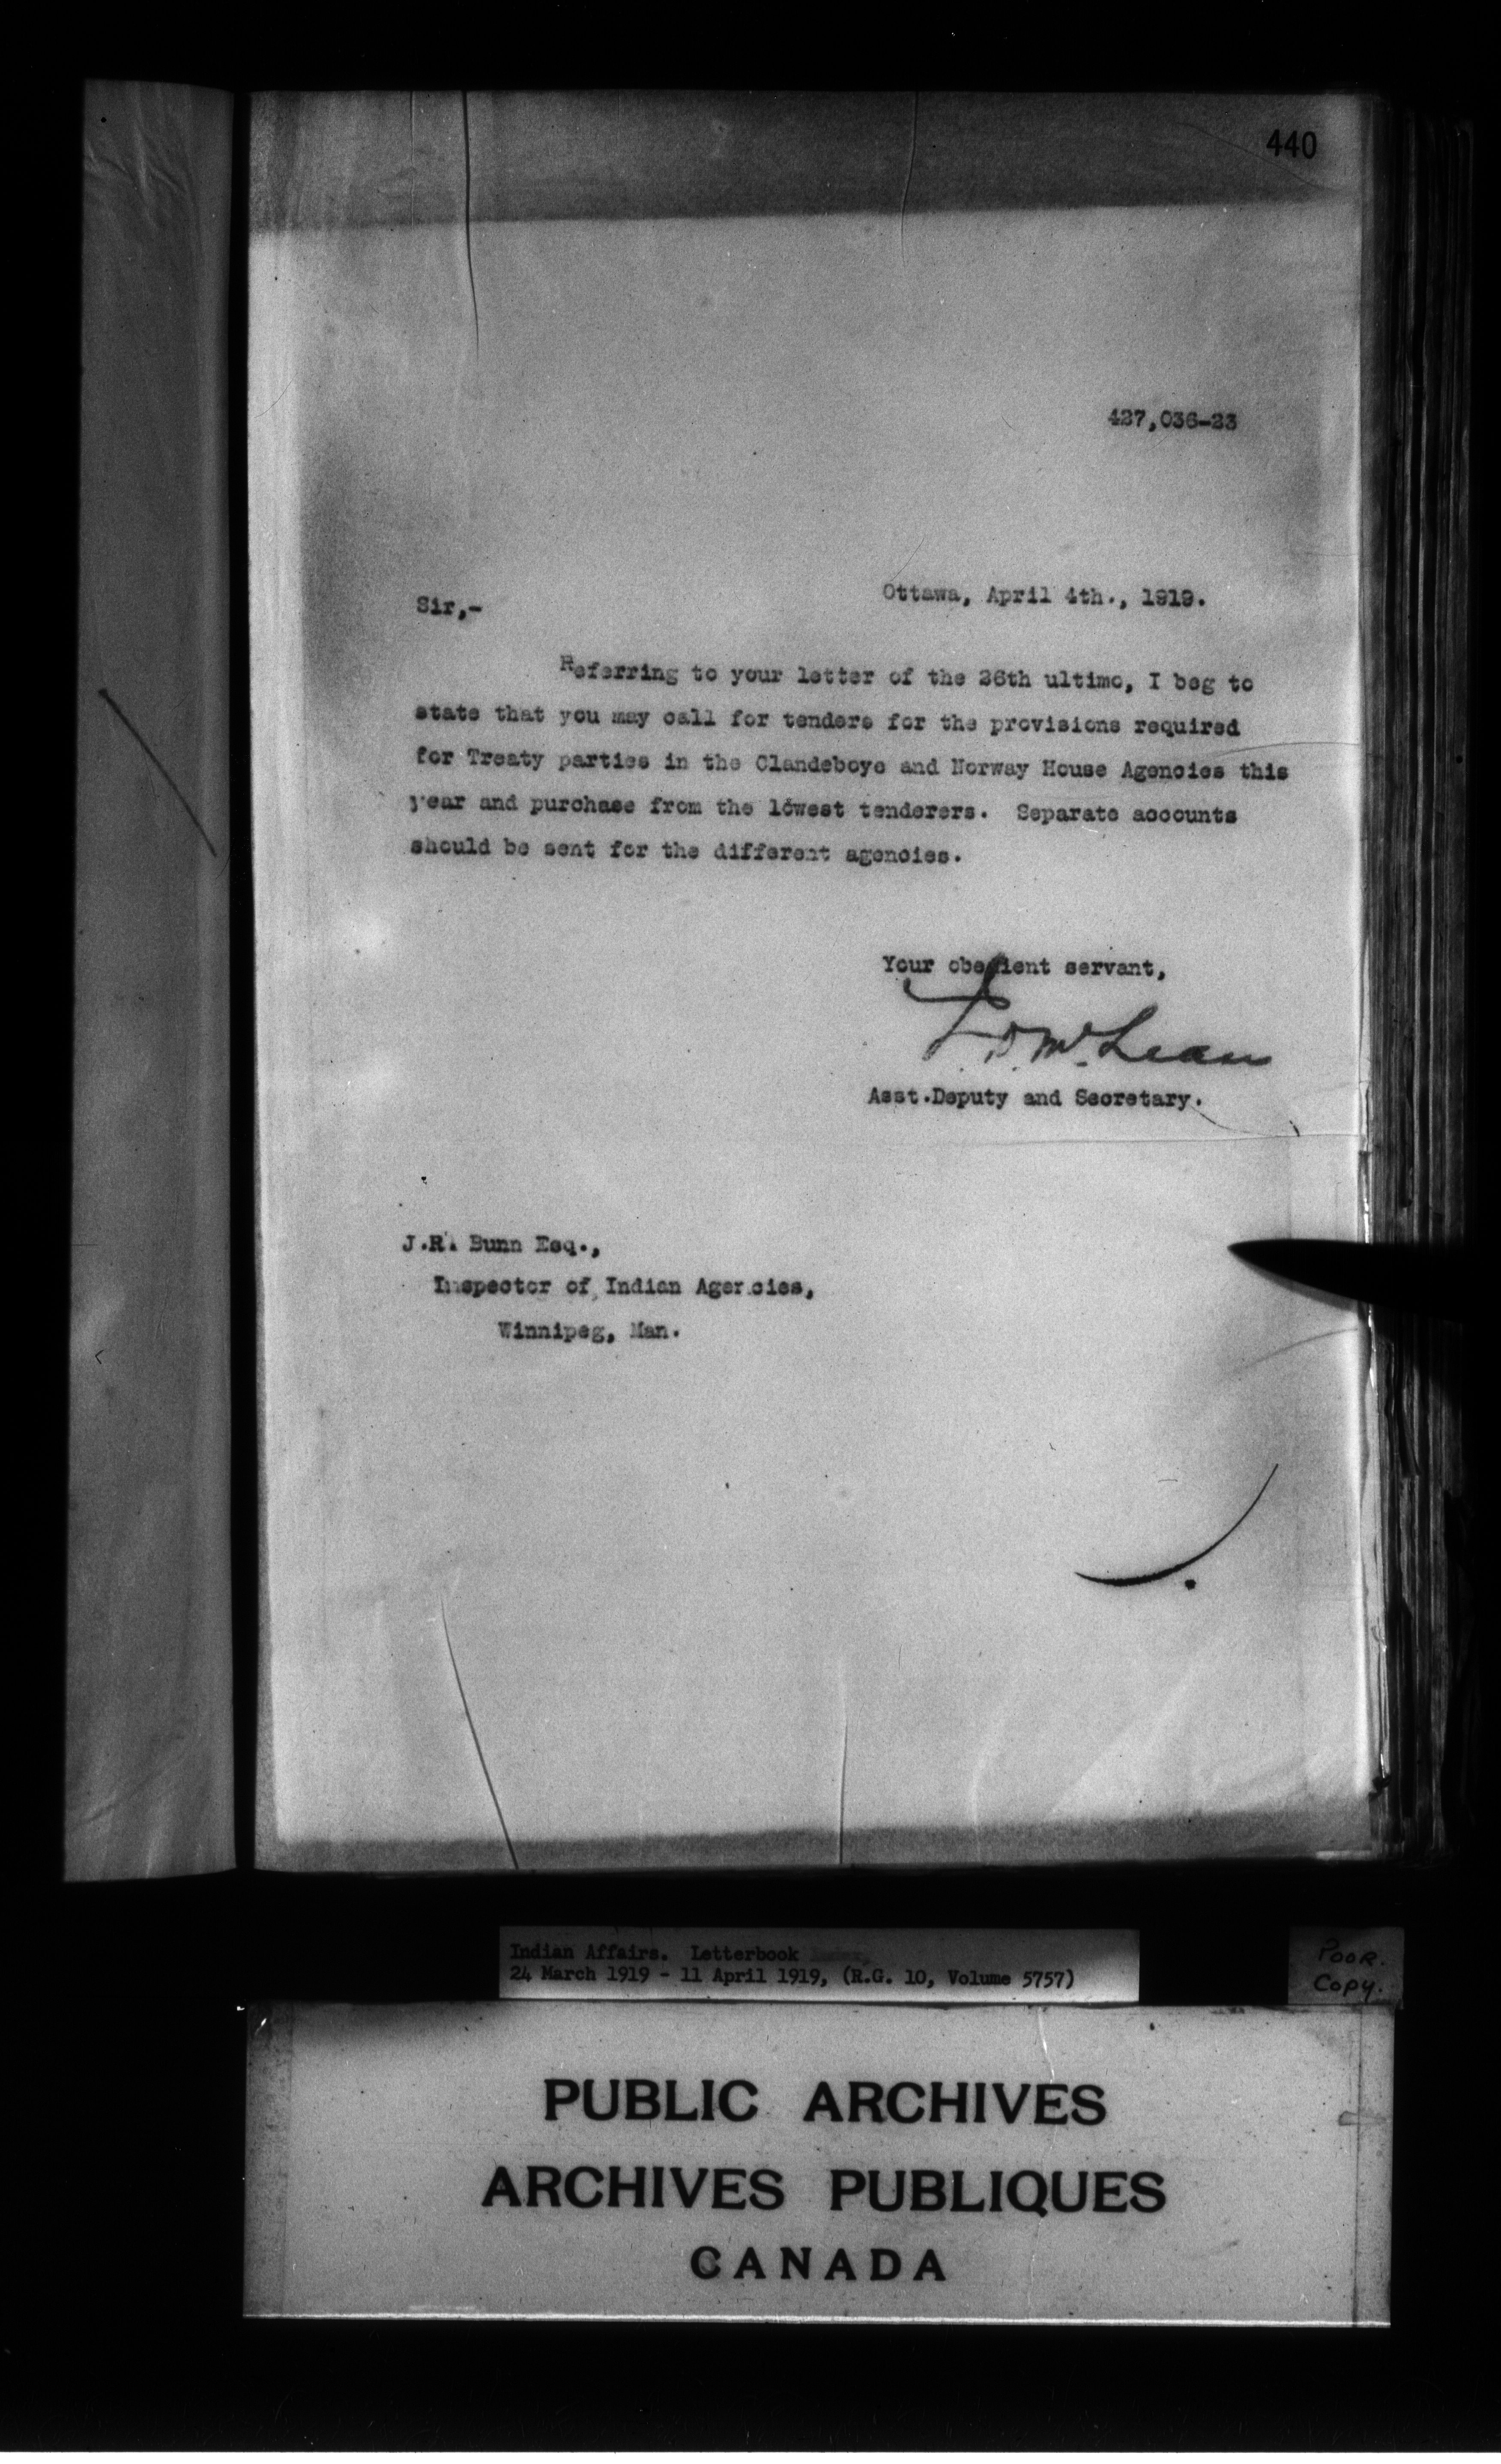 440
427,036-23
Ottawa, April 4th., 1919.
Sir,-
Referring to your letter of the 26th ultimo, I beg to
state that you may call for tenders for the provisions required
for Treaty parties in the Clandeboye and Norway House Agencies this
year and purchase from the lowest tenderers. Separate accounts
should be sent for the different agencies.
Your obedient servant,
J. D. McLean
Asst.Deputy and Secretary.
J.R. Bunn Esq.,
Inspector of Indian Agencies,
Winnipeg, Man.
Indian Affairs. Letterbook
24 March 1919 - 11 April 1919, (R.G. 10, Volume 5757)
POOR.
COPY.
PUBLIC ARCHIVES
ARCHIVES PUBLIQUES
CANADA